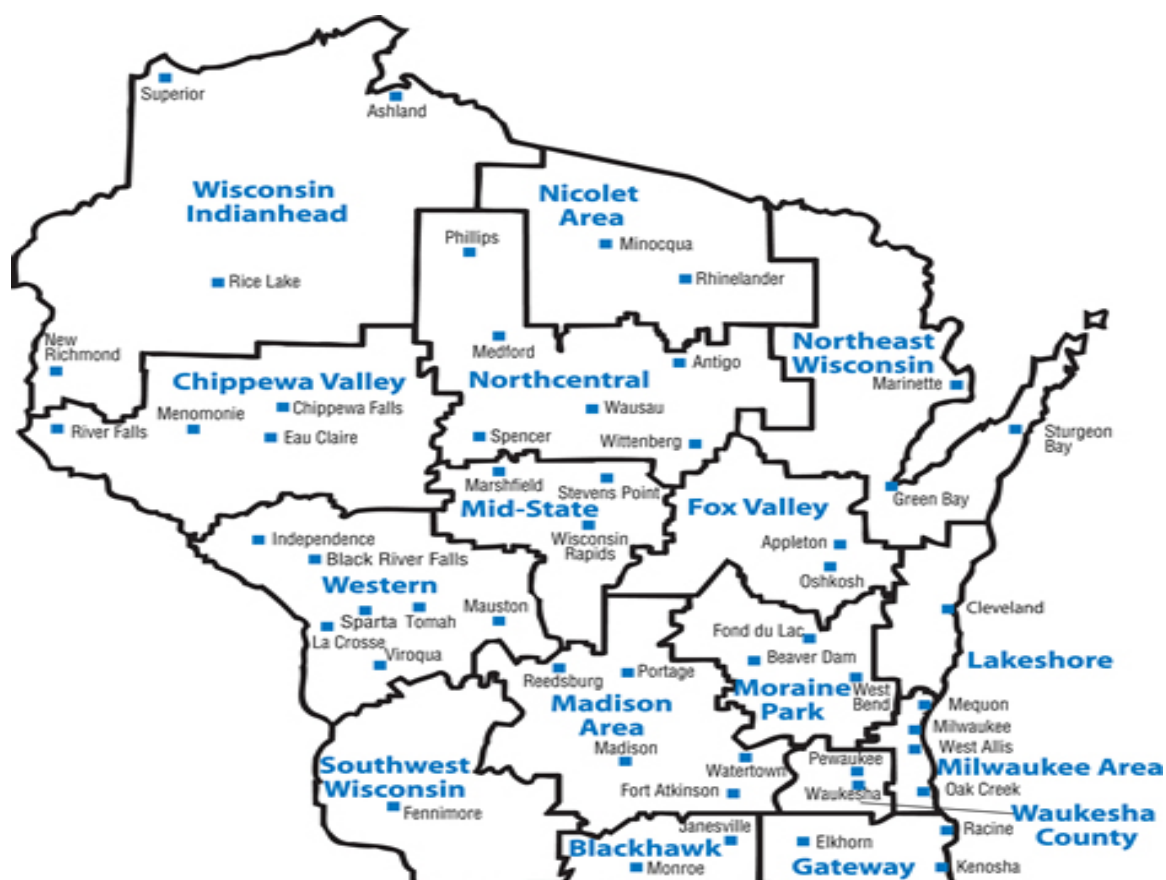 Superior
Ashland
Wisconsin
Indianhead
Nicolet
Area
Phillips
Minocqua
Rice Lake
Rhinelander
New
Richmond
Medford
Antigo
Northeast
Wisconsin
Chippewa Valley
Northcentral
Marinette
Menomonie
Chippewa Falls
Wausau
River Falls
Eau Claire
Spencer
Wittenberg
Sturgeon
Bay
Marshfield
Stevens Point
Green Bay
Mid-State
Fox Valley
Independence
Wisconsin
Rapids
Appleton
Black River Falls
Oshkosh
Western
Mauston
Cleveland
Sparta
Tomah
La Crosse
Fond du Lac
Viroqua
Beaver Dam
Lakeshore
Reedsburg
Portage
Moraine
Park
West
Bend
Madison
Area
Mequon
Milwaukee
Madison
West Allis
Southwest
Wisconsin
Watertown
Pewaukee
Milwaukee Area
Fort Atkinson
Waukesha
Oak Creek
Fennimore
Waukesha
County
Janesville
Racine
Blackhawk
Elkhorn
Monroe
Gateway
Kenosha